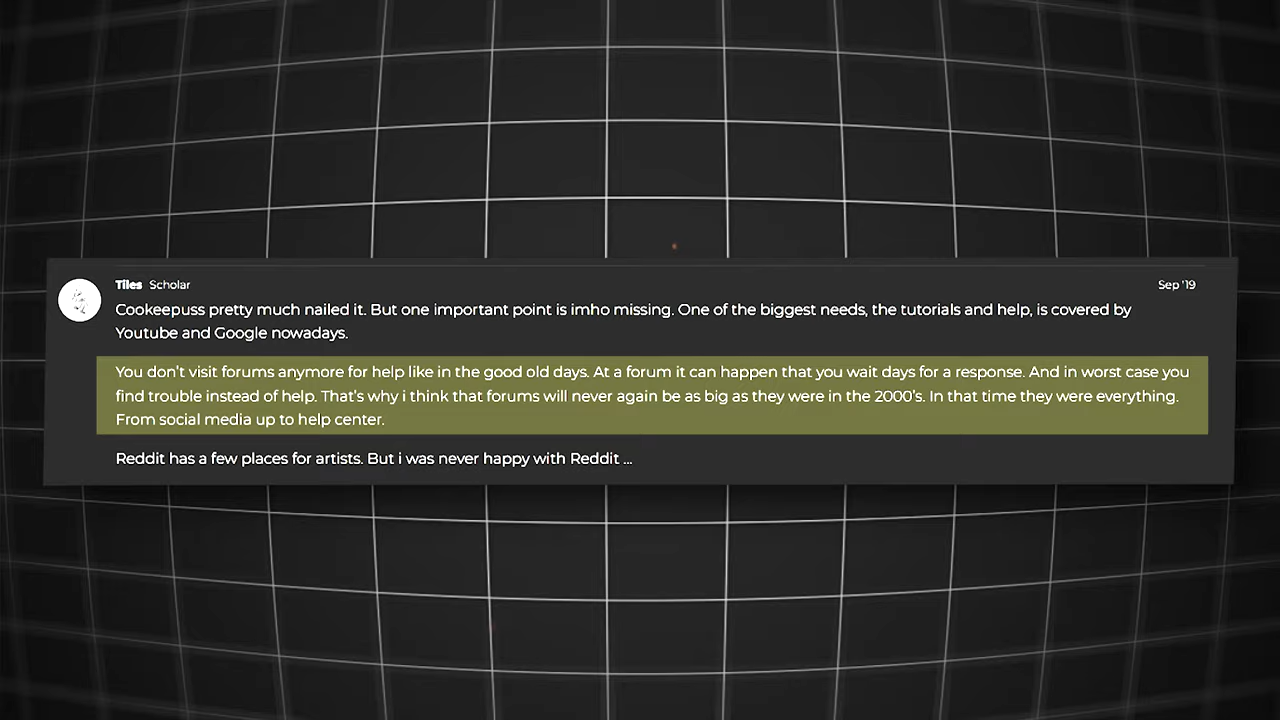 Tiles Scholar Sep '19
Cookeepuss pretty much nailed it. But one important point is imho missing. One of the biggest needs, the tutorials and help, is covered by
Youtube and Google nowadays.
You don't visit forums anymore for help like in the good old days. At a forum it can happen that you wait days for a response. And in worst case you
find trouble instead of help. That's why i think that forums will never again be as big as they were in the 2000's. In that time they were everything.
From social media up to help center.
Reddit has a few places for artists. But i was never happy with Reddit ...